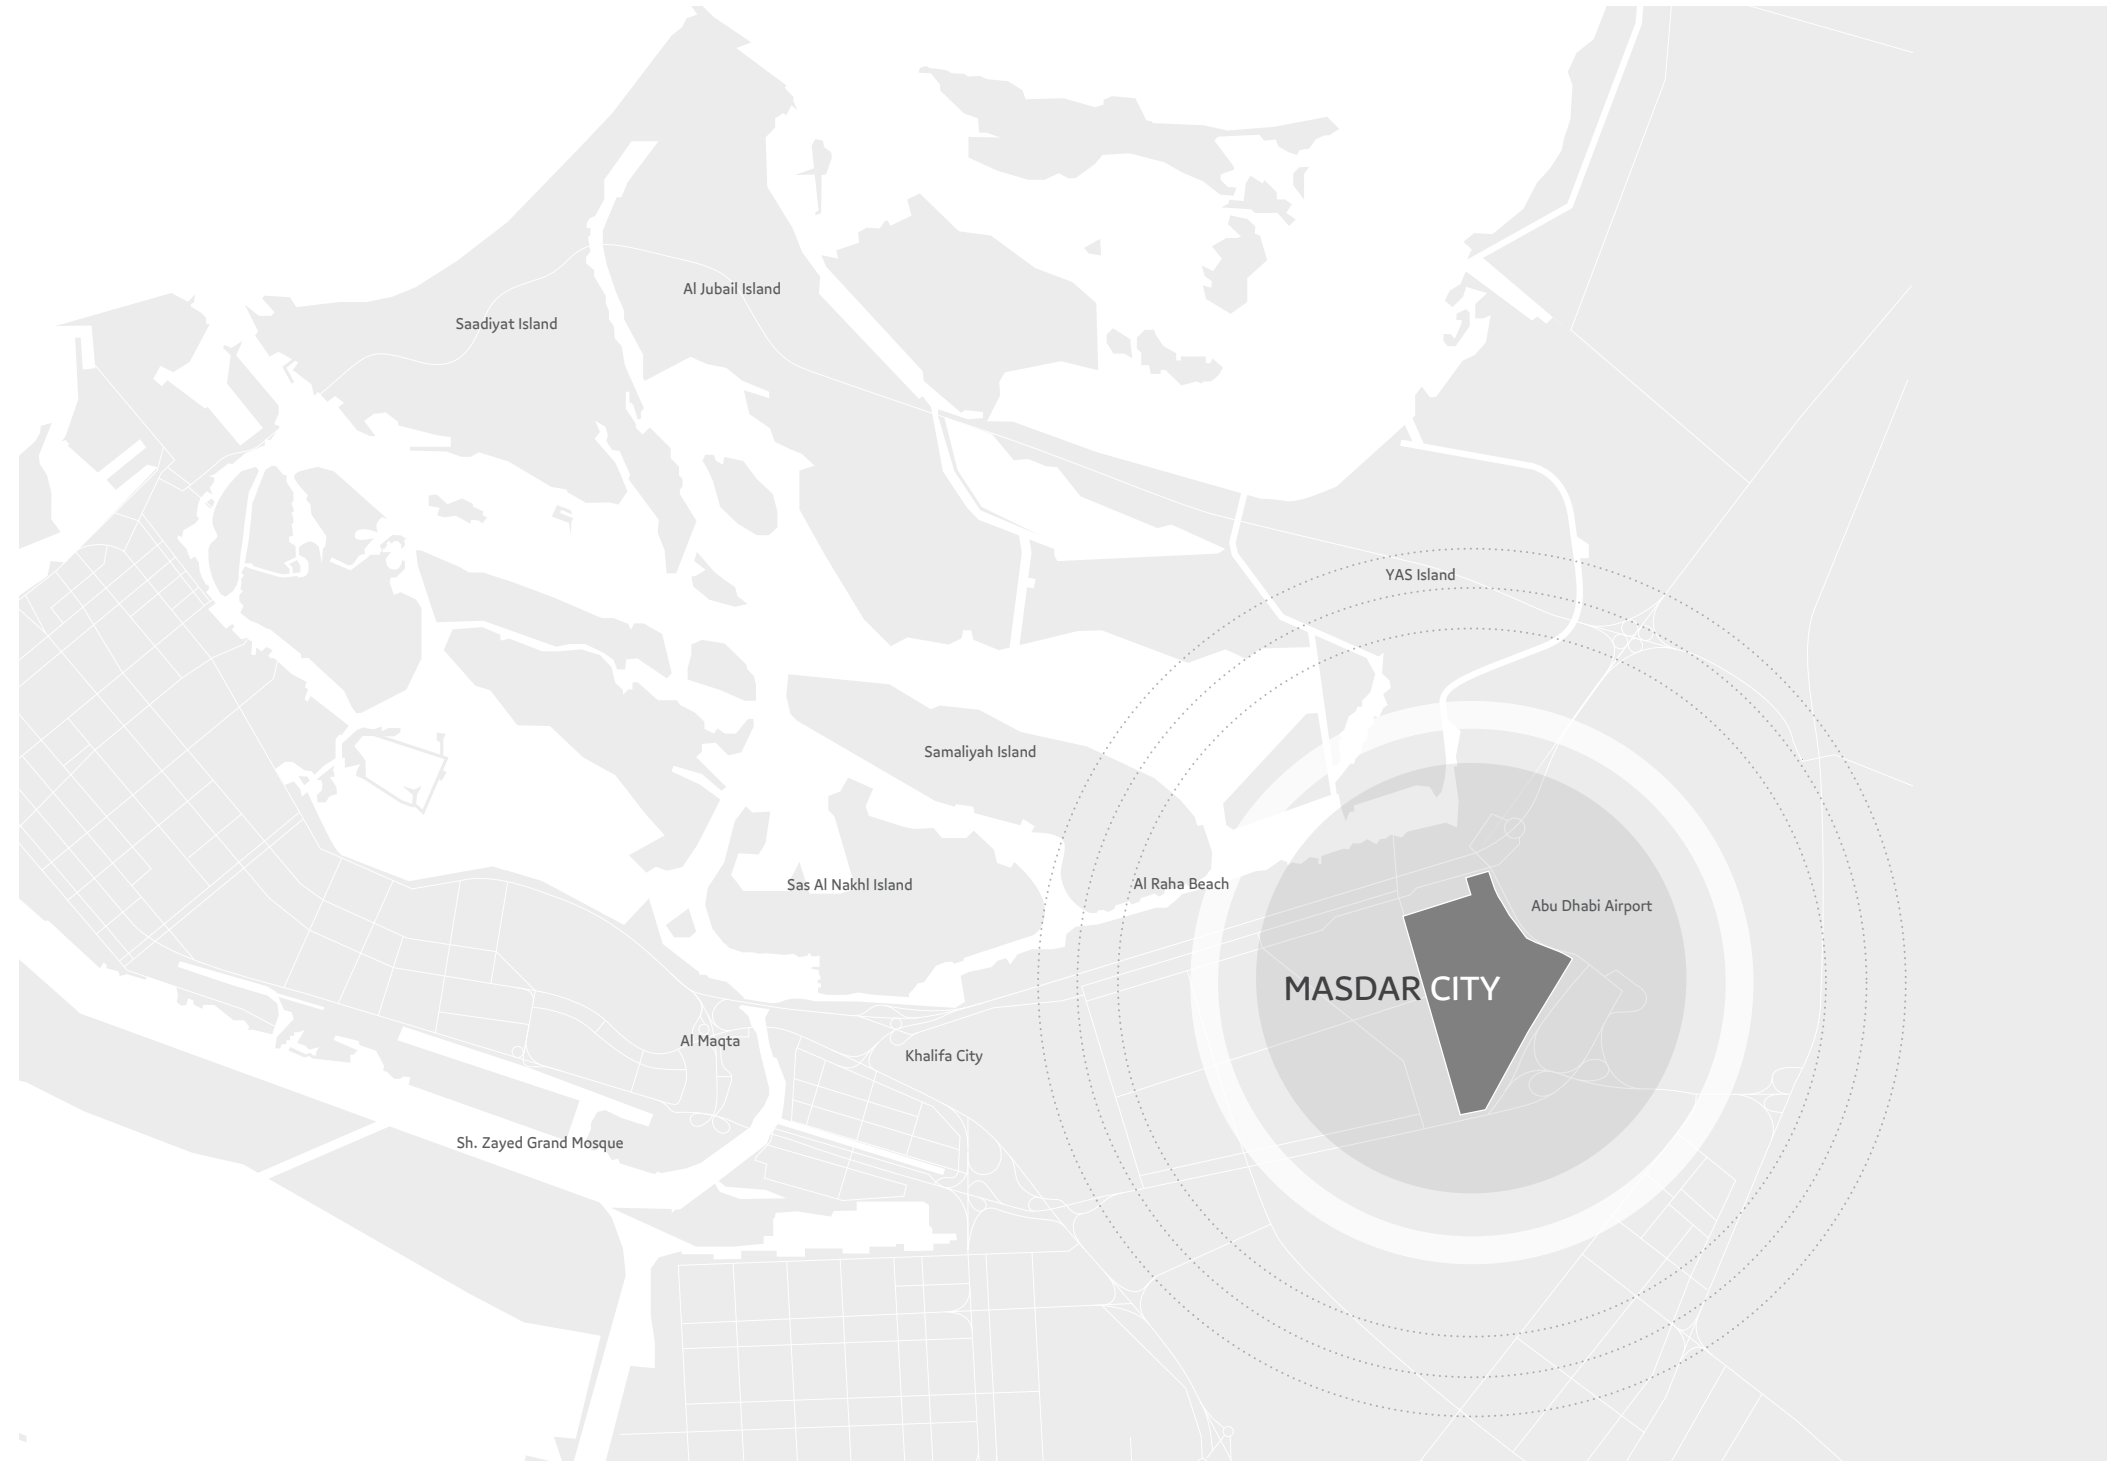 Al Jubail Island
Saadiyat Island
YAS Island
Samaliyah Island
Sas Al Nakhl Island
Al Raha Beach
Abu Dhabi Airport
MASDAR CITY
Al Maqta
Khalifa City
Sh. Zayed Grand Mosque